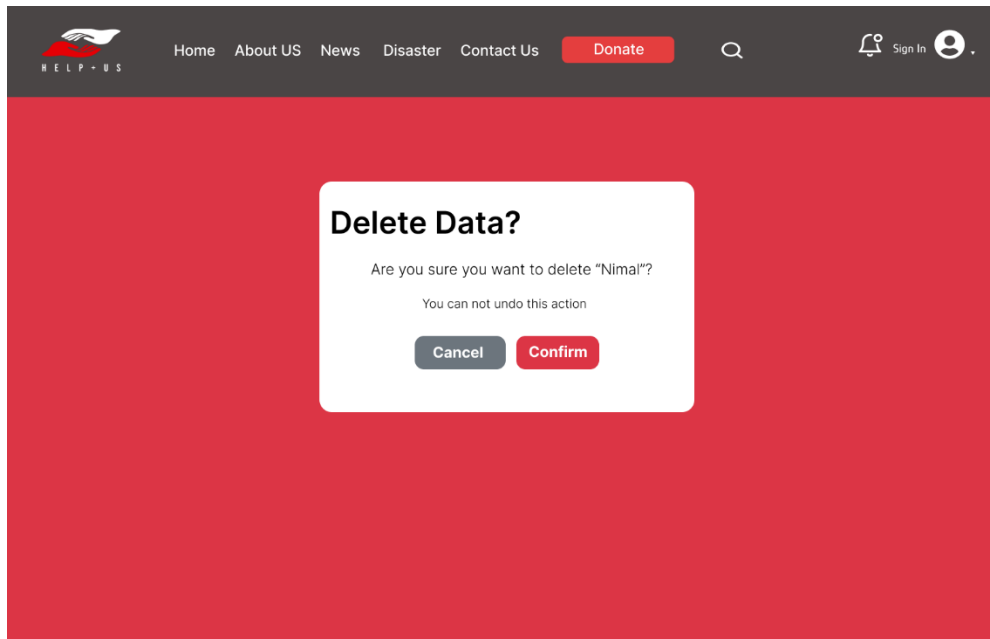 HELP-US
Home About US News Disaster Contact Us Donate Sign In
Delete Data?
Are you sure you want to delete “Nimal”?
You can not undo this action
Cancel Confirm